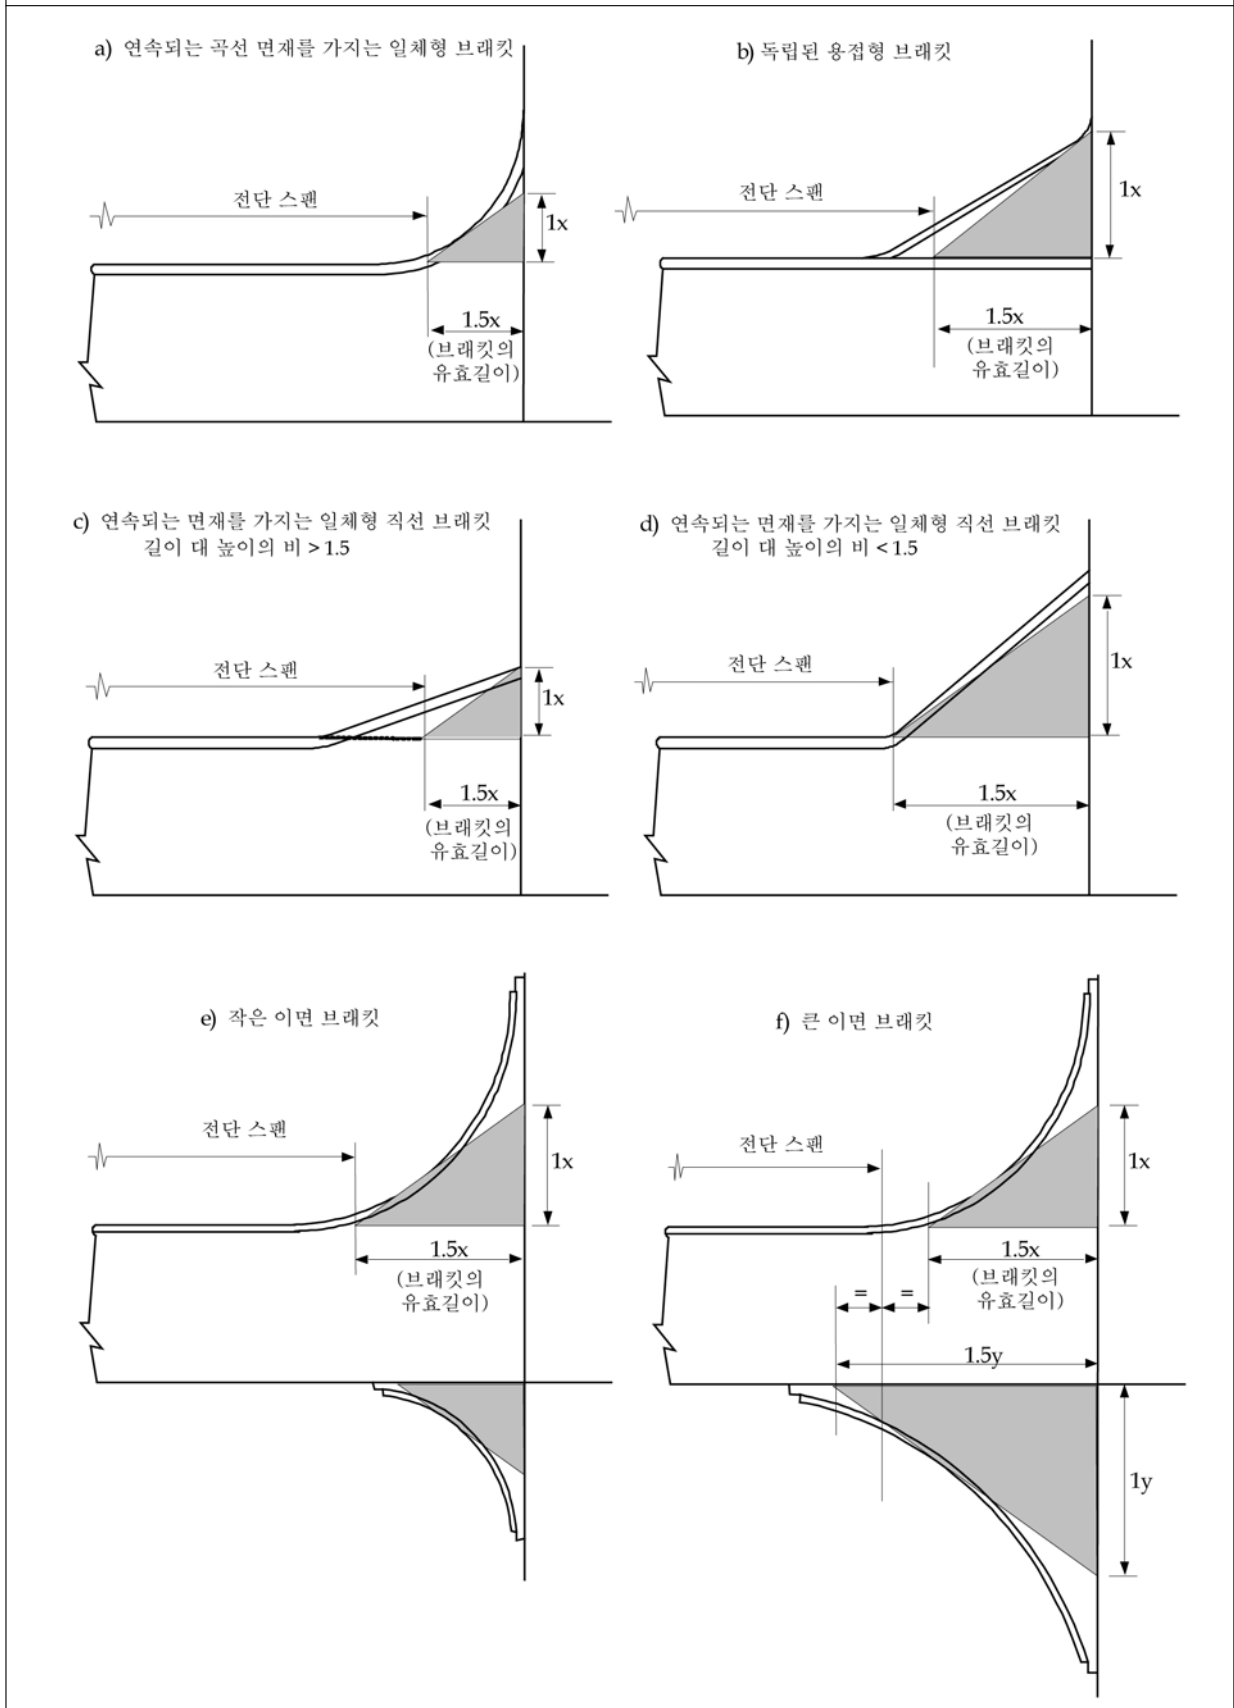 a) 연속되는 곡선 면재를 가지는 일체형 브래킷
전단 스팬
1x
1.5x
(브래킷의
유효길이)
b) 독립된 용접형 브래킷
전단 스팬
1x
1.5x
(브래킷의
유효길이)
c) 연속되는 면재를 가지는 일체형 직선 브래킷
길이 대 높이의 비 > 1.5
전단 스팬
1x
1.5x
(브래킷의
유효길이)
d) 연속되는 면재를 가지는 일체형 직선 브래킷
길이 대 높이의 비 < 1.5
전단 스팬
1x
1.5x
(브래킷의
유효길이)
e) 작은 이면 브래킷
전단 스팬
1x
1.5x
(브래킷의
유효길이)
f) 큰 이면 브래킷
전단 스팬
1x
1.5x
(브래킷의
유효길이)
= =
1.5y
1y